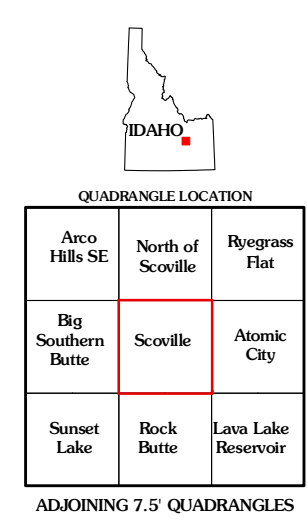 IDAHO
QUADRANGLE LOCATION
Arco
Hills SE
North of
Scoville
Ryegrass
Flat
Big
Southern
Butte
Scoville
Atomic
City
Sunset
Lake
Rock
Butte
Lava Lake
Reservoir
ADJOINING 7.5' QUADRANGLES